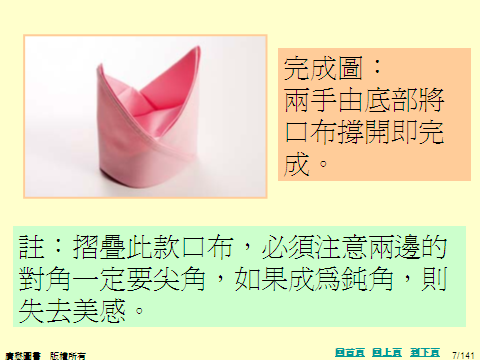 完成圖：
兩手由底部將
口布撐開即完
成。
註：摺疊此款口布，必須注意兩邊的
對角一定要尖角，如果成為鈍角，則
失去美感。
廣懋圖書　版權所有
回首頁 回上頁 到下頁
7/141